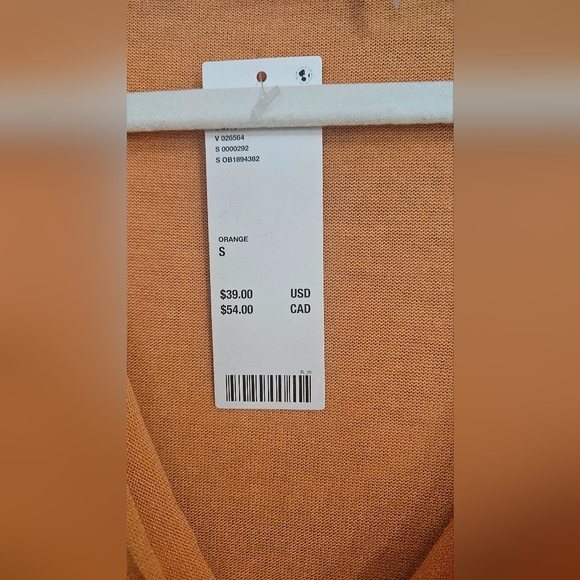 V 026564
S 0000292
S OB1894382
ORANGE
S
$39.00 USD
$54.00 CAD